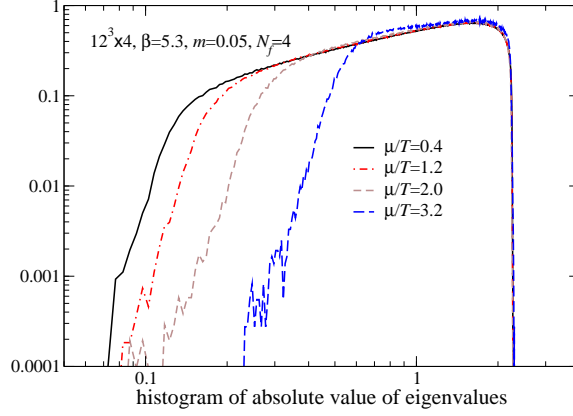 1
12³x4, β=5.3, m=0.05, N_f=4
0.1
μ/T=0.4
μ/T=1.2
μ/T=2.0
μ/T=3.2
0.01
0.001
0.0001
0.1 1
histogram of absolute value of eigenvalues